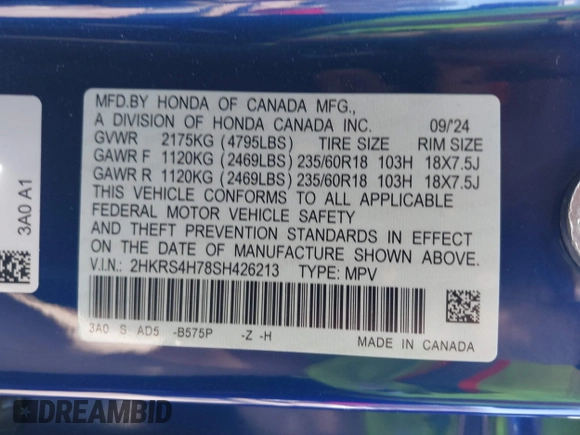 MFD.BY HONDA OF CANADA MFG.,
A DIVISION OF HONDA CANADA INC. 09/'24
GVWR 2175KG (4795LBS) TIRE SIZE RIM SIZE
GAWR F 1120KG (2469LBS) 235/60R18 103H 18X7.5J
GAWR R 1120KG (2469LBS) 235/60R18 103H 18X7.5J
THIS VEHICLE CONFORMS TO ALL APPLICABLE
FEDERAL MOTOR VEHICLE SAFETY
AND THEFT PREVENTION STANDARDS IN EFFECT
ON THE DATE OF MANUFACTURE SHOWN ABOVE.
V.I.N.: 2HKRS4H78SH426213 TYPE: MPV
3A0 S AD5 -B575P -Z -H
MADE IN CANADA
3A0 A1
DREAMBID